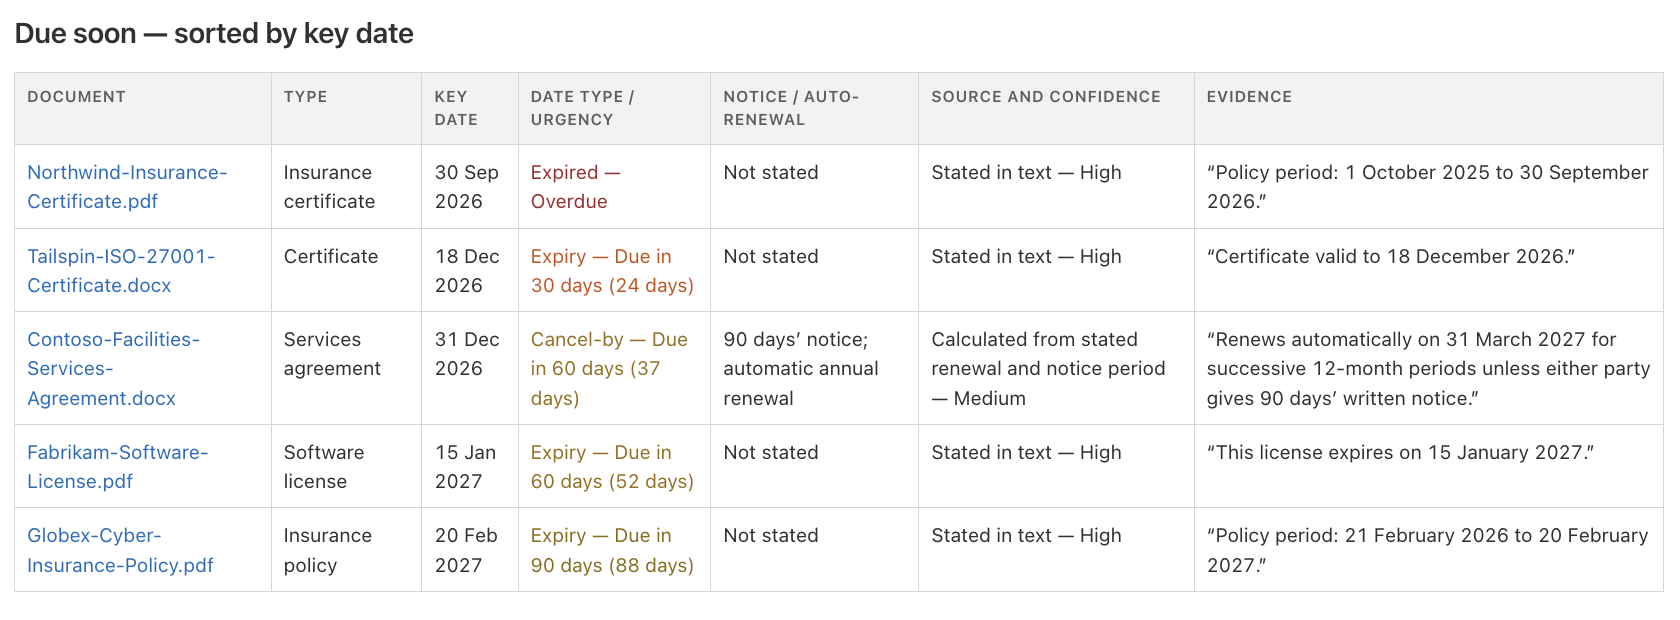 Due soon — sorted by key date
DOCUMENT
TYPE
KEY
DATE
DATE TYPE /
URGENCY
NOTICE / AUTO-
RENEWAL
SOURCE AND CONFIDENCE
EVIDENCE
Northwind-Insurance-
Certificate.pdf
Insurance
certificate
30 Sep
2026
Expired —
Overdue
Not stated
Stated in text — High
“Policy period: 1 October 2025 to 30 September
2026.”
Tailspin-ISO-27001-
Certificate.docx
Certificate
18 Dec
2026
Expiry — Due in
30 days (24 days)
Not stated
Stated in text — High
“Certificate valid to 18 December 2026.”
Contoso-Facilities-
Services-
Agreement.docx
Services
agreement
31 Dec
2026
Cancel-by — Due
in 60 days (37
days)
90 days’ notice;
automatic annual
renewal
Calculated from stated
renewal and notice period
— Medium
“Renews automatically on 31 March 2027 for
successive 12-month periods unless either party
gives 90 days’ written notice.”
Fabrikam-Software-
License.pdf
Software
license
15 Jan
2027
Expiry — Due in
60 days (52 days)
Not stated
Stated in text — High
“This license expires on 15 January 2027.”
Globex-Cyber-
Insurance-Policy.pdf
Insurance
policy
20 Feb
2027
Expiry — Due in
90 days (88 days)
Not stated
Stated in text — High
“Policy period: 21 February 2026 to 20 February
2027.”